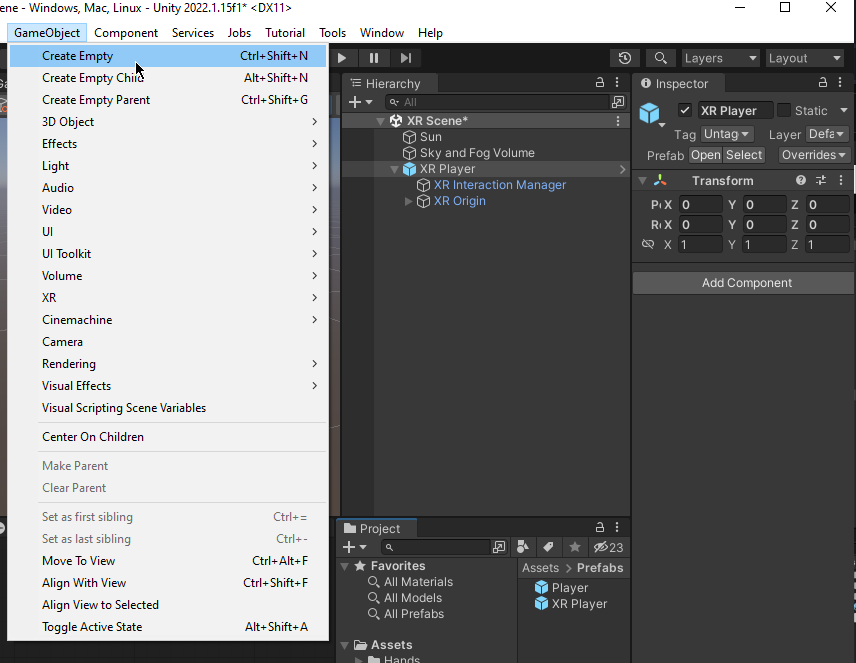 ene - Windows, Mac, Linux - Unity 2022.1.15f1* <DX11>
GameObject Component Services Jobs Tutorial Tools Window Help
Create Empty Ctrl+Shift+N
Create Empty Child Alt+Shift+N
Create Empty Parent Ctrl+Shift+G
3D Object
Effects
Light
Audio
Video
UI
UI Toolkit
Volume
XR
Cinemachine
Camera
Rendering
Visual Effects
Visual Scripting Scene Variables
Center On Children
Make Parent
Clear Parent
Set as first sibling Ctrl+=
Set as last sibling Ctrl+-
Move To View Ctrl+Alt+F
Align With View Ctrl+Shift+F
Align View to Selected
Toggle Active State Alt+Shift+A
Layers Layout
Hierarchy
All
XR Scene*
Sun
Sky and Fog Volume
XR Player
XR Interaction Manager
XR Origin
Inspector
XR Player Static
Tag Untag Layer Defa
Prefab Open Select Overrides
Transform
P X 0 Y 0 Z 0
R X 0 Y 0 Z 0
X 1 Y 1 Z 1
Add Component
Project
23
Favorites
All Materials
All Models
All Prefabs
Assets
Hands
Assets > Prefabs
Player
XR Player